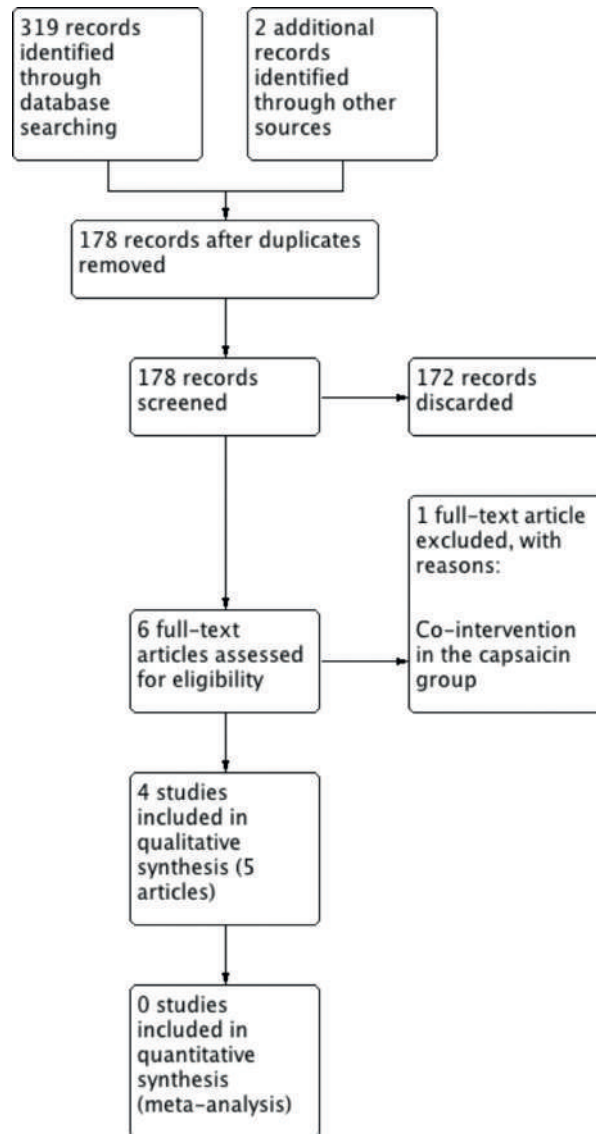 319 records
identified
through
database
searching
2 additional
records
identified
through other
sources
178 records after duplicates
removed
178 records
screened
172 records
discarded
1 full-text article
excluded, with
reasons:
Co-intervention
in the capsaicin
group
6 full-text
articles assessed
for eligibility
4 studies
included in
qualitative
synthesis (5
articles)
0 studies
included in
quantitative
synthesis
(meta-analysis)